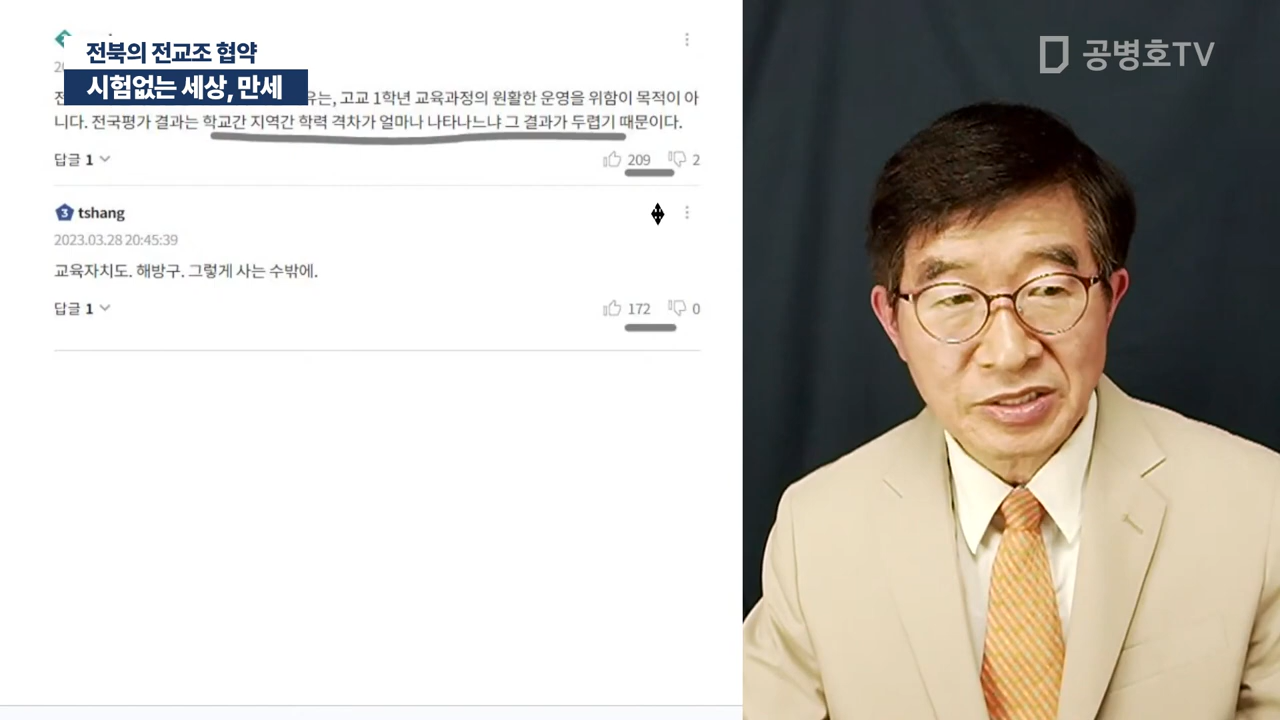 전북의 전교조 협약
시험없는 세상, 만세
공병호TV
유는, 고교 1학년 교육과정의 원활한 운영을 위함이 목적이 아
니다. 전국평가 결과는 학교간 지역간 학력 격차가 얼마나 나타나느냐 그 결과가 두렵기 때문이다.
답글 1
209
2
3 tshang
2023.03.28 20:45:39
교육자치도. 해방구. 그렇게 사는 수밖에.
답글 1
172
0